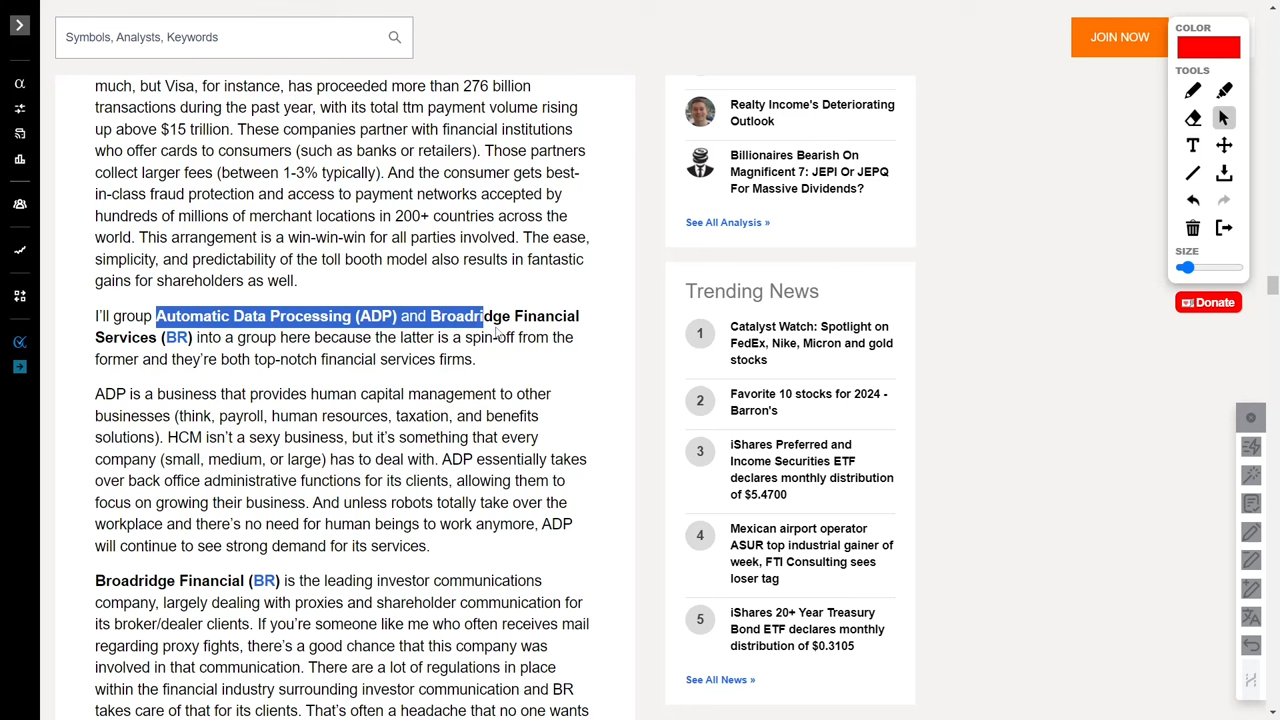 Symbols, Analysts, Keywords
JOIN NOW
much, but Visa, for instance, has proceeded more than 276 billion
transactions during the past year, with its total ttm payment volume rising
up above $15 trillion. These companies partner with financial institutions
who offer cards to consumers (such as banks or retailers). Those partners
collect larger fees (between 1-3% typically). And the consumer gets best-
in-class fraud protection and access to payment networks accepted by
hundreds of millions of merchant locations in 200+ countries across the
world. This arrangement is a win-win-win for all parties involved. The ease,
simplicity, and predictability of the toll booth model also results in fantastic
gains for shareholders as well.
I'll group Automatic Data Processing (ADP) and Broadridge Financial
Services (BR) into a group here because the latter is a spin-off from the
former and they're both top-notch financial services firms.
ADP is a business that provides human capital management to other
businesses (think, payroll, human resources, taxation, and benefits
solutions). HCM isn't a sexy business, but it's something that every
company (small, medium, or large) has to deal with. ADP essentially takes
over back office administrative functions for its clients, allowing them to
focus on growing their business. And unless robots totally take over the
workplace and there's no need for human beings to work anymore, ADP
will continue to see strong demand for its services.
Broadridge Financial (BR) is the leading investor communications
company, largely dealing with proxies and shareholder communication for
its broker/dealer clients. If you're someone like me who often receives mail
regarding proxy fights, there's a good chance that this company was
involved in that communication. There are a lot of regulations in place
within the financial industry surrounding investor communication and BR
takes care of that for its clients. That's often a headache that no one wants
Realty Income's Deteriorating
Outlook
Billionaires Bearish On
Magnificent 7: JEPI Or JEPQ
For Massive Dividends?
See All Analysis »
Trending News
1
Catalyst Watch: Spotlight on
FedEx, Nike, Micron and gold
stocks
2
Favorite 10 stocks for 2024 -
Barron's
3
iShares Preferred and
Income Securities ETF
declares monthly distribution
of $5.4700
4
Mexican airport operator
ASUR top industrial gainer of
week, FTI Consulting sees
loser tag
5
iShares 20+ Year Treasury
Bond ETF declares monthly
distribution of $0.3105
See All News »
COLOR
TOOLS
SIZE
Donate